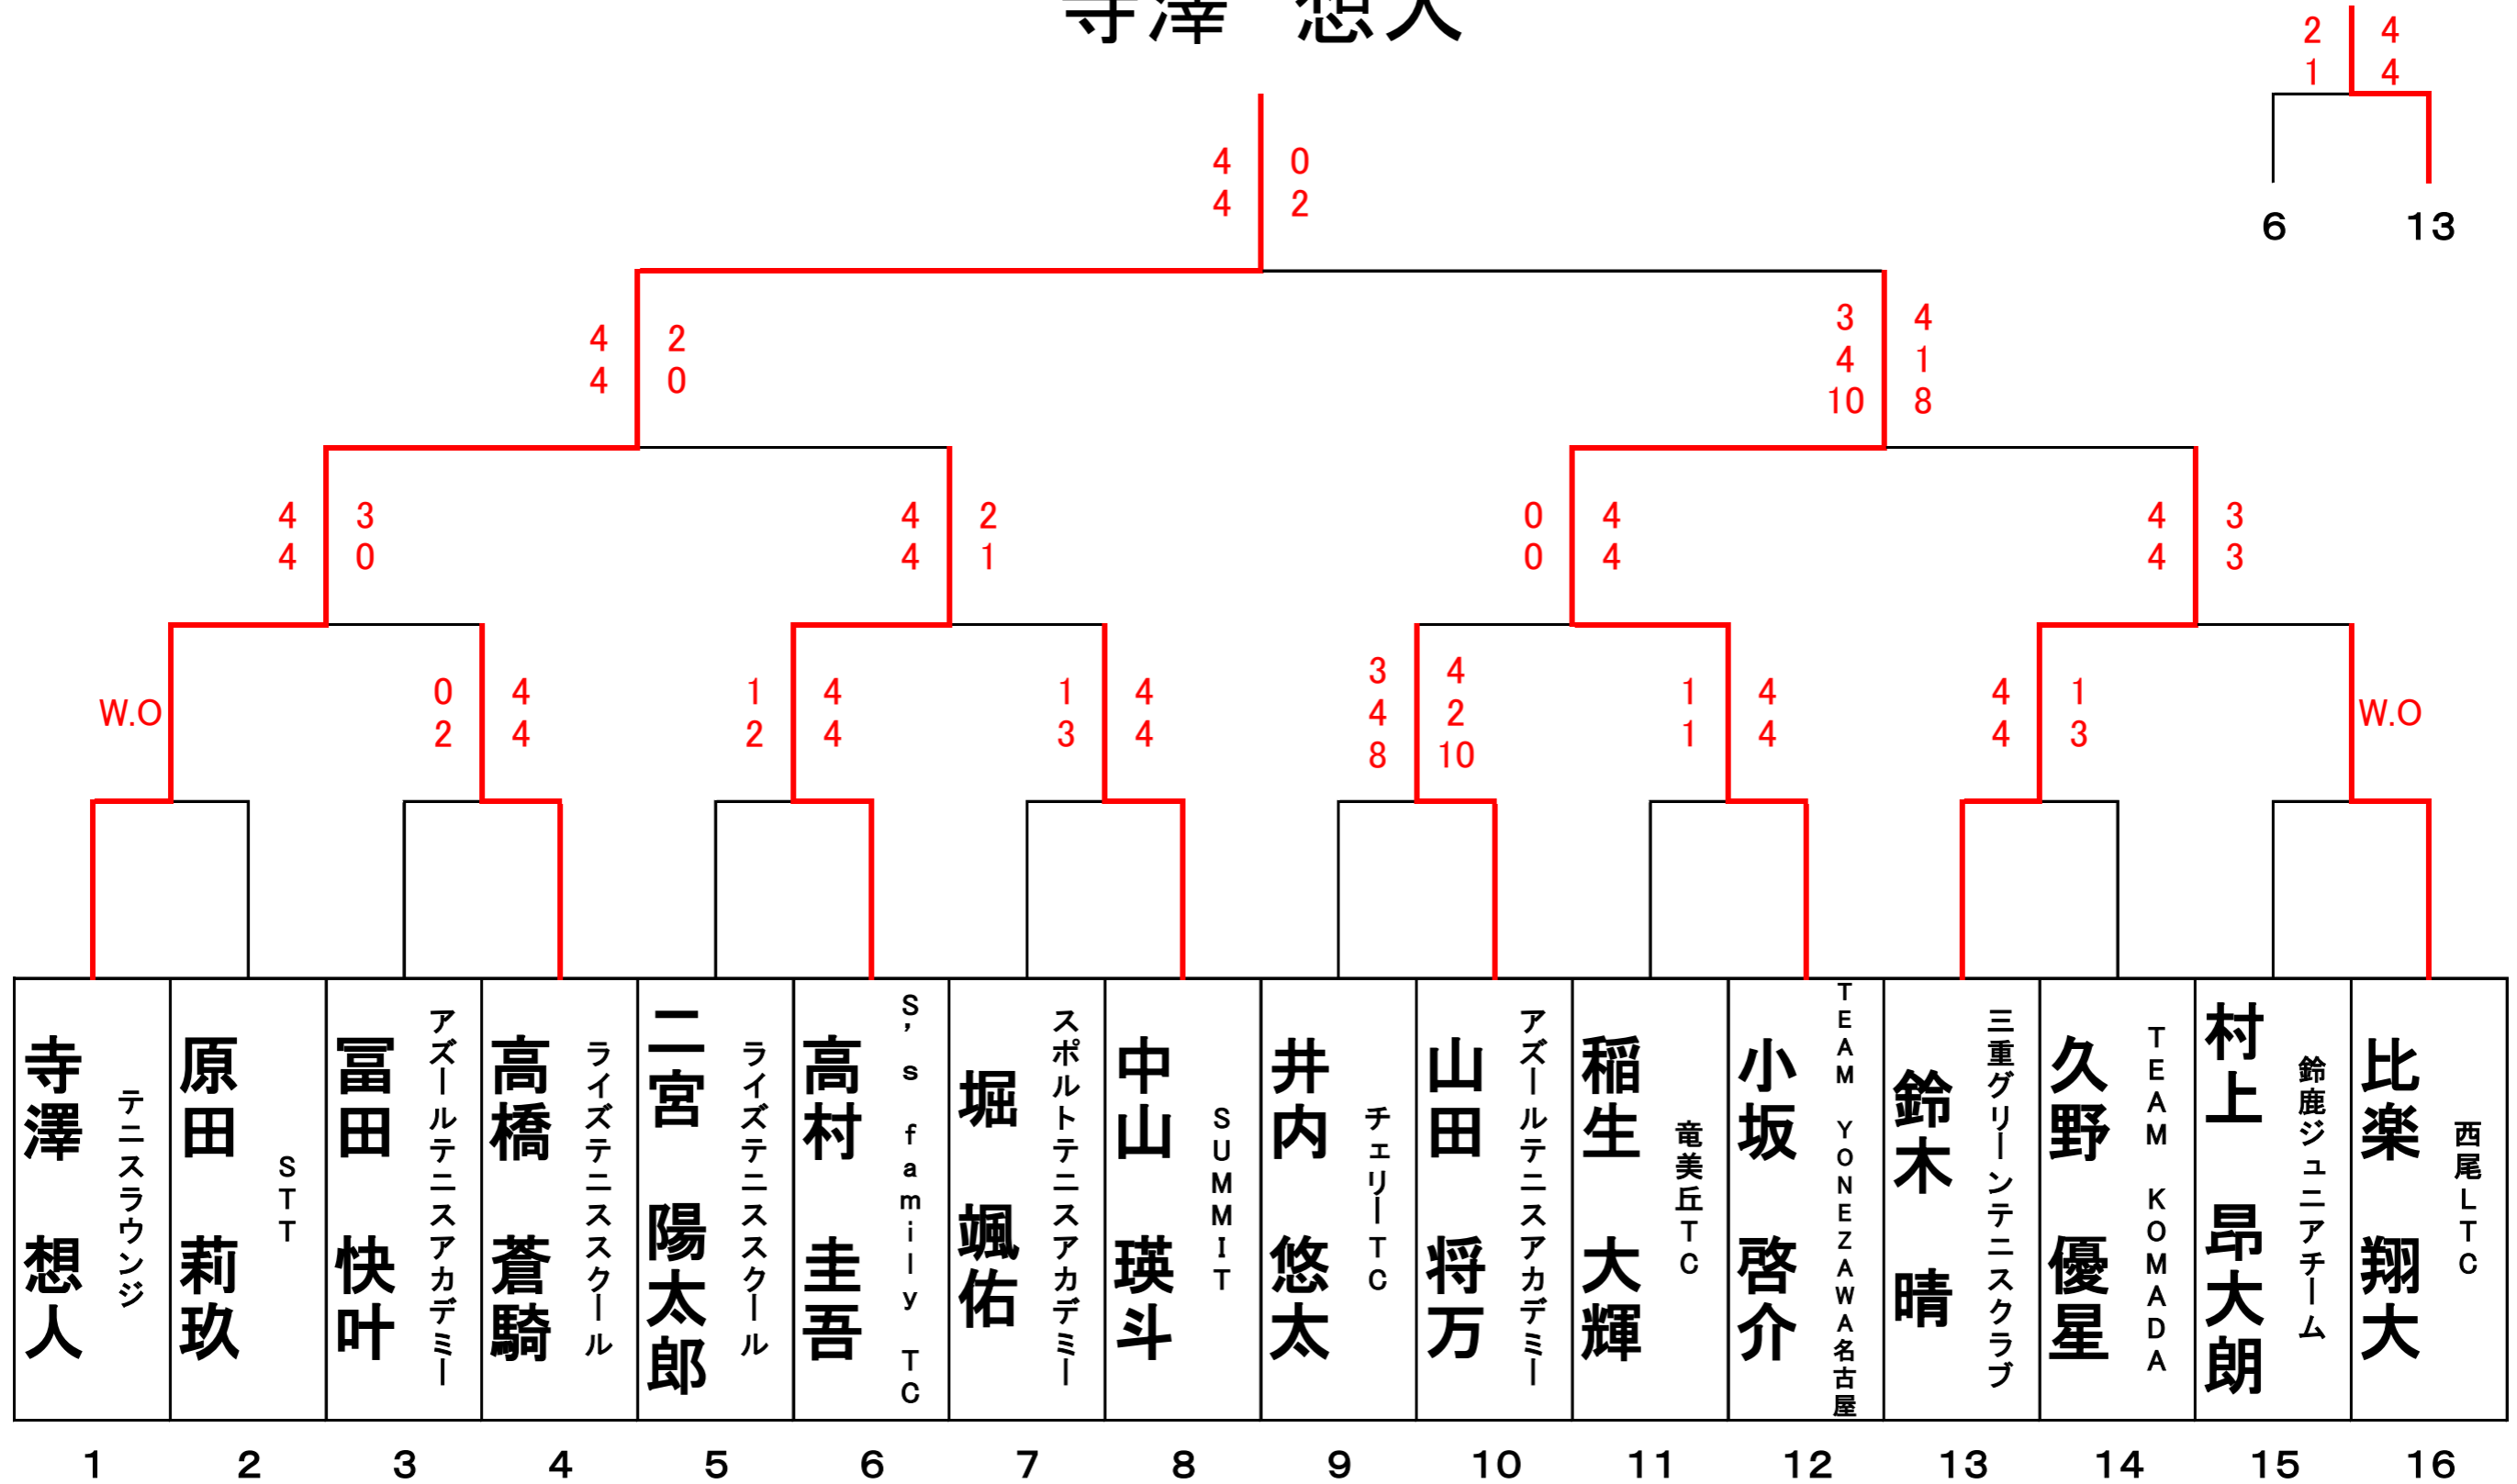 寺澤 想人
2 4
1 4
6 13
4 0
4 2
4 2
4 0
3 4
4 1
10 8
4 3
4 0
4 2
4 1
0 4
0 4
4 3
4 3
W.O
0 4
2 4
1 4
2 4
1 4
3 4
3 4
4 2
8 10
1 4
1 4
4 1
4 3
W.O
寺澤 想人
テニスラウンジ
原田 莉玖
STT
冨田 快叶
アズールテニスアカデミー
高橋 蒼騎
ライズテニススクール
二宮 陽太郎
ライズテニススクール
高村 圭吾
S's family TC
堀 颯佑
スポルトテニスアカデミー
中山 瑛斗
SUMMIT
井内 悠太
チェリーTC
山田 将万
アズールテニスアカデミー
稲生 大輝
竜美丘TC
小坂 啓介
TEAM YONEZAWA名古屋
鈴木 晴
三重グリーンテニスクラブ
久野 優星
TEAM KOMADA
村上 昂大朗
鈴鹿ジュニアチーム
比楽 翔大
西尾LTC
1 2 3 4 5 6 7 8 9 10 11 12 13 14 15 16